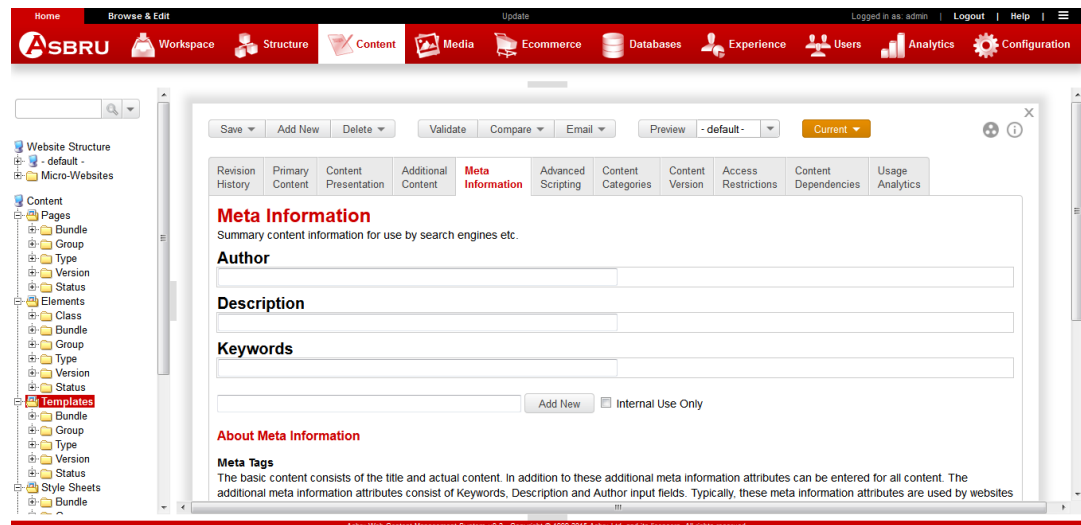 Home Browse & Edit Update Logged in as: admin | Logout | Help |
ASBRU Workspace Structure Content Media Ecommerce Databases Experience Users Analytics Configuration
Website Structure
- default -
Micro-Websites
Content
Pages
Bundle
Group
Type
Version
Status
Elements
Class
Bundle
Group
Type
Version
Status
Templates
Bundle
Group
Type
Version
Status
Style Sheets
Bundle
X
Save Add New Delete Validate Compare Email Preview - default - Current
Revision History
Primary Content
Content Presentation
Additional Content
Meta Information
Advanced Scripting
Content Categories
Content Version
Access Restrictions
Content Dependencies
Usage Analytics
Meta Information
Summary content information for use by search engines etc.
Author
Description
Keywords
Add New Internal Use Only
About Meta Information
Meta Tags
The basic content consists of the title and actual content. In addition to these additional meta information attributes can be entered for all content. The
additional meta information attributes consist of Keywords, Description and Author input fields. Typically, these meta information attributes are used by websites